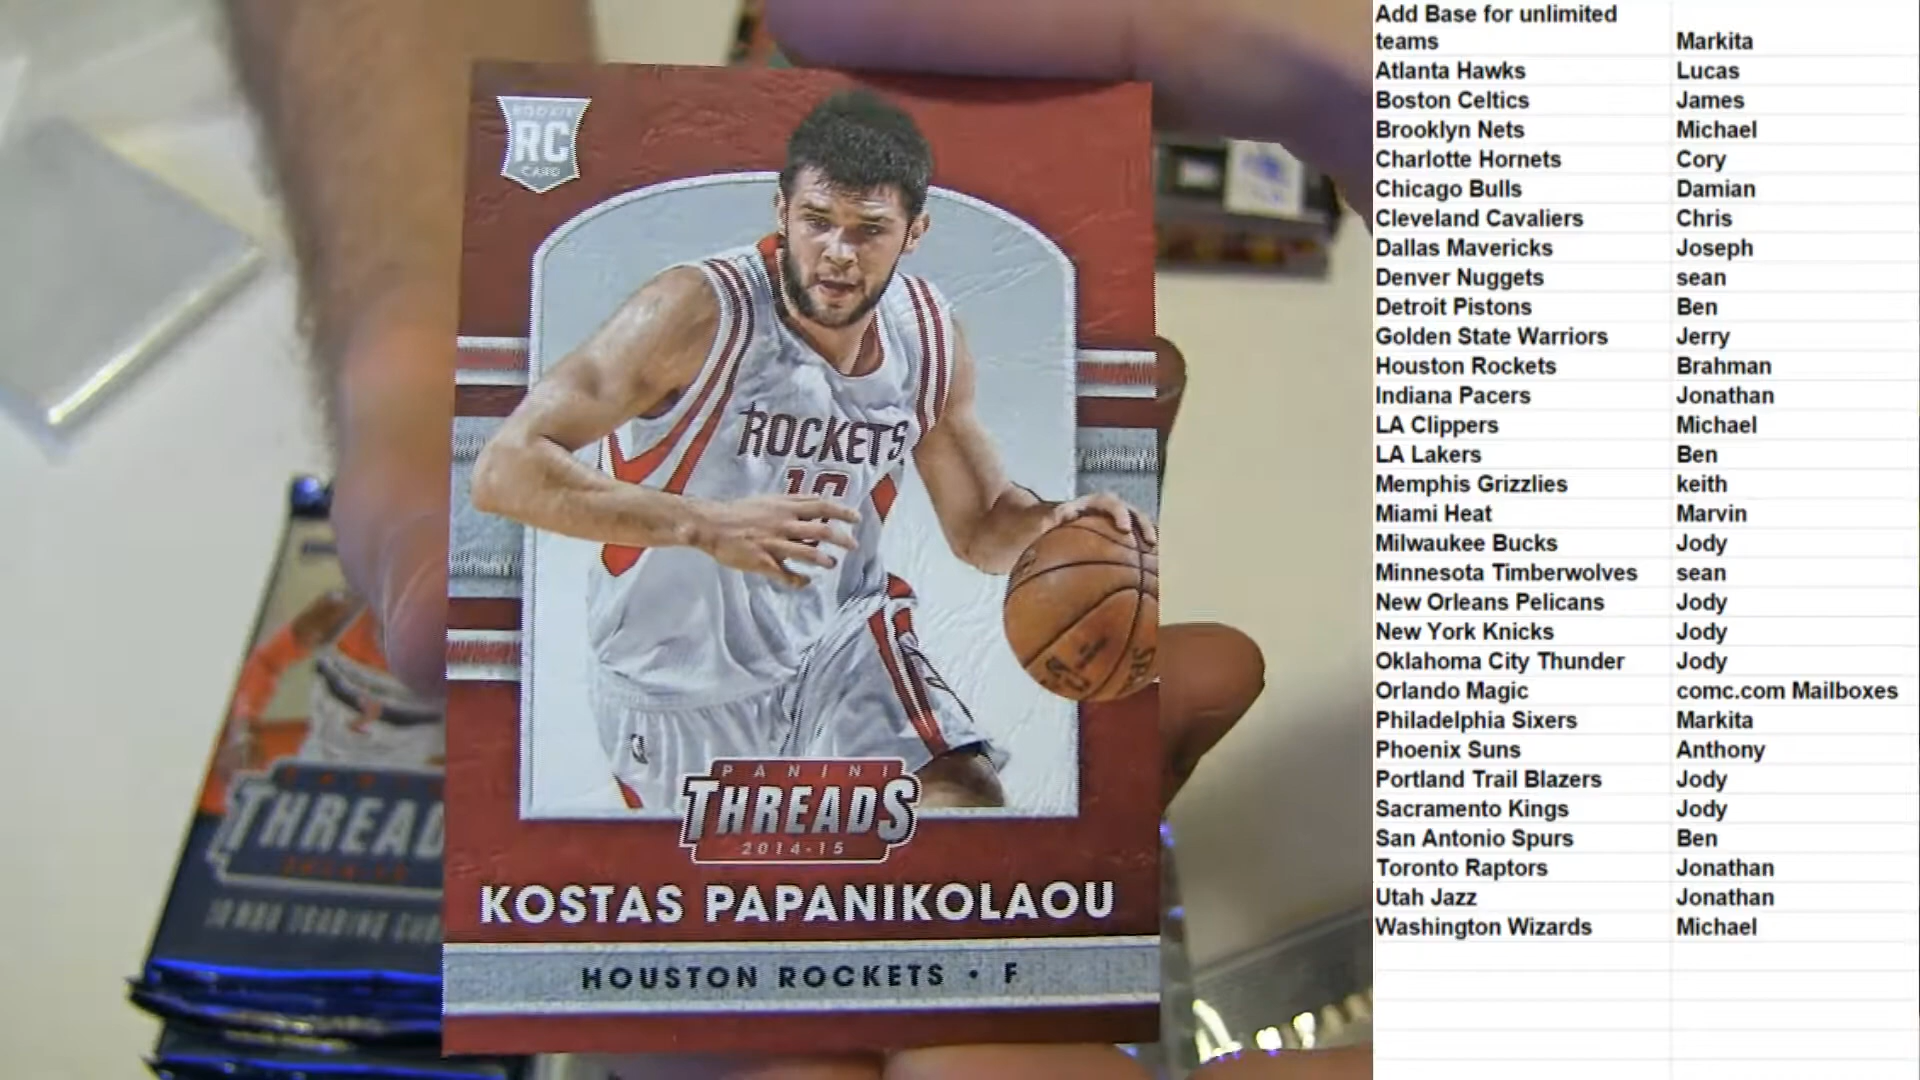 ROOKIE
RC
CARD
ROCKETS
PANINI
THREADS
2014-15
KOSTAS PAPANIKOLAOU
HOUSTON ROCKETS • F
THREAD
Add Base for unlimited
teams Markita
Atlanta Hawks Lucas
Boston Celtics James
Brooklyn Nets Michael
Charlotte Hornets Cory
Chicago Bulls Damian
Cleveland Cavaliers Chris
Dallas Mavericks Joseph
Denver Nuggets sean
Detroit Pistons Ben
Golden State Warriors Jerry
Houston Rockets Brahman
Indiana Pacers Jonathan
LA Clippers Michael
LA Lakers Ben
Memphis Grizzlies keith
Miami Heat Marvin
Milwaukee Bucks Jody
Minnesota Timberwolves sean
New Orleans Pelicans Jody
New York Knicks Jody
Oklahoma City Thunder Jody
Orlando Magic comc.com Mailboxes
Philadelphia Sixers Markita
Phoenix Suns Anthony
Portland Trail Blazers Jody
Sacramento Kings Jody
San Antonio Spurs Ben
Toronto Raptors Jonathan
Utah Jazz Jonathan
Washington Wizards Michael